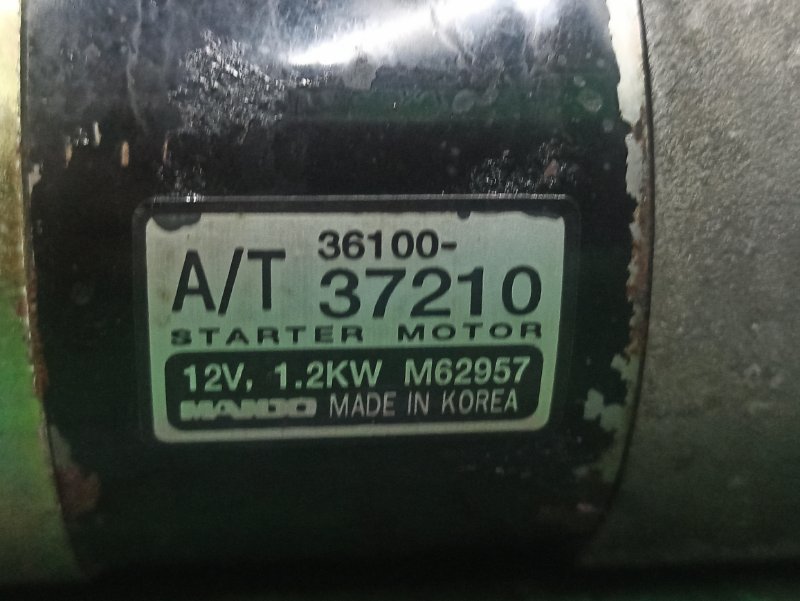 A/T 36100-
37210
STARTER MOTOR
12V, 1.2KW M62957
MANDO MADE IN KOREA